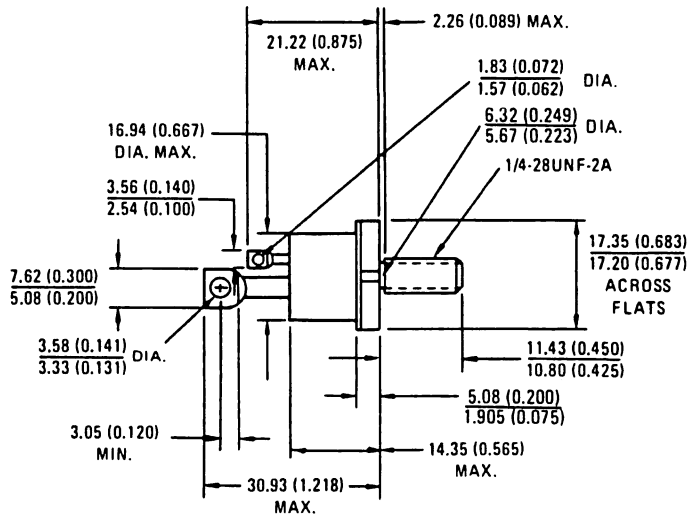 2.26 (0.089) MAX.
21.22 (0.875)
MAX.
1.83 (0.072)
1.57 (0.062)
DIA.
6.32 (0.249)
5.67 (0.223)
DIA.
16.94 (0.667)
DIA. MAX.
1/4-28UNF-2A
3.56 (0.140)
2.54 (0.100)
17.35 (0.683)
17.20 (0.677)
ACROSS
FLATS
7.62 (0.300)
5.08 (0.200)
3.58 (0.141)
3.33 (0.131)
DIA.
11.43 (0.450)
10.80 (0.425)
5.08 (0.200)
1.905 (0.075)
3.05 (0.120)
MIN.
14.35 (0.565)
MAX.
30.93 (1.218)
MAX.